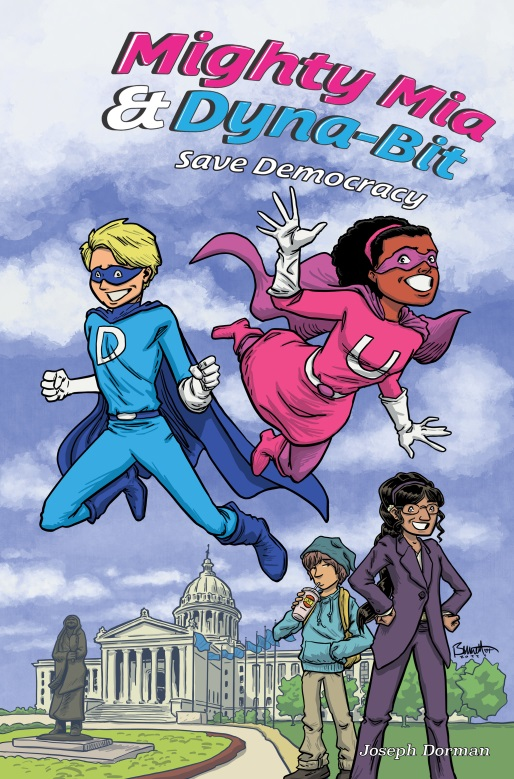 Mighty Mia
& Dyna-Bit
Save Democracy
D
U
Joseph Dorman